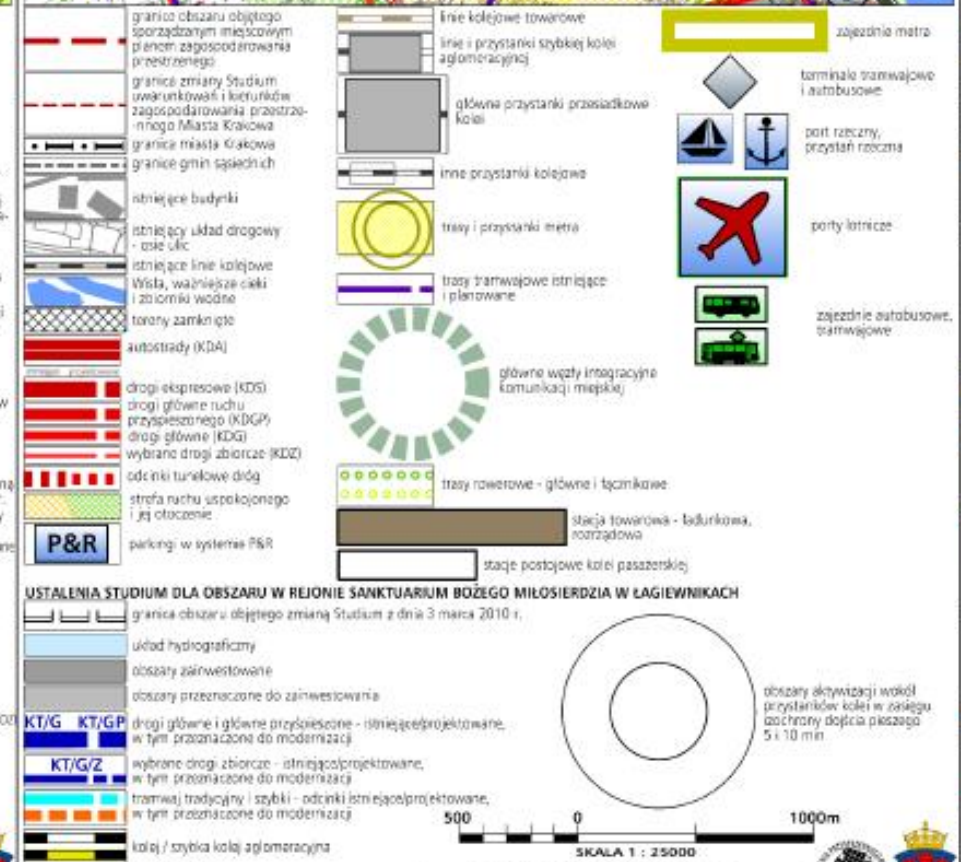 granice obszaru objętego
sporządzanym miejscowym
planem zagospodarowania
przestrzenego
granica zmiany Studium
uwarunkowań i kierunków
zagospodarowania przestrze-
-nnego Miasta Krakowa
granica miasta Krakowa
granice gmin sąsiednich
istniejące budynki
istniejący układ drogowy
- osie ulic
istniejące linie kolejowe
Wisła, ważniejsze cieki
i zbiorniki wodne
tereny zamknięte
autostrady (KDA)
drogi ekspresowe (KDS)
drogi główne ruchu
przyspieszonego (KDGP)
drogi główne (KDG)
wybrane drogi zbiorcze (KDZ)
odcinki tunelowe dróg
strefa ruchu uspokojonego
i jej otoczenie
P&R
parkingi w systemie P&R
linie kolejowe towarowe
linie i przystanki szybkiej kolei
aglomeracyjnej
główne przystanki przesiadkowe
kolei
inne przystanki kolejowe
trasy i przystanki metra
trasy tramwajowe istniejące
i planowane
główne węzły integracyjne
komunikacji miejskiej
trasy rowerowe - główne i łącznikowe
stacja towarowa - ładunkowa,
rozrządowa
stacje postojowe kolei pasażerskiej
zajezdnie metra
terminale tramwajowe
i autobusowe
port rzeczny,
przystań rzeczna
porty lotnicze
zajezdnie autobusowe,
tramwajowe
USTALENIA STUDIUM DLA OBSZARU W REJONIE SANKTUARIUM BOŻEGO MIŁOSIERDZIA W ŁAGIEWNIKACH
granica obszaru objętego zmianą Studium z dnia 3 marca 2010 r.
układ hydrograficzny
obszary zainwestowane
obszary przeznaczone do zainwestowania
KT/G KT/GP
drogi główne i główne przyśpieszone - istniejące/projektowane,
w tym przeznaczone do modernizacji
KT/G/Z
wybrane drogi zbiorcze - istniejące/projektowane,
w tym przeznaczone do modernizacji
tramwaj tradycyjny i szybki - odcinki istniejące/projektowane,
w tym przeznaczone do modernizacji
kolej / szybka kolej aglomeracyjna
obszary aktywizacji wokół
przystanków kolei w zasięgu
izochrony dojścia pieszego
5 i 10 min
500 0 1000m
SKALA 1 : 25000